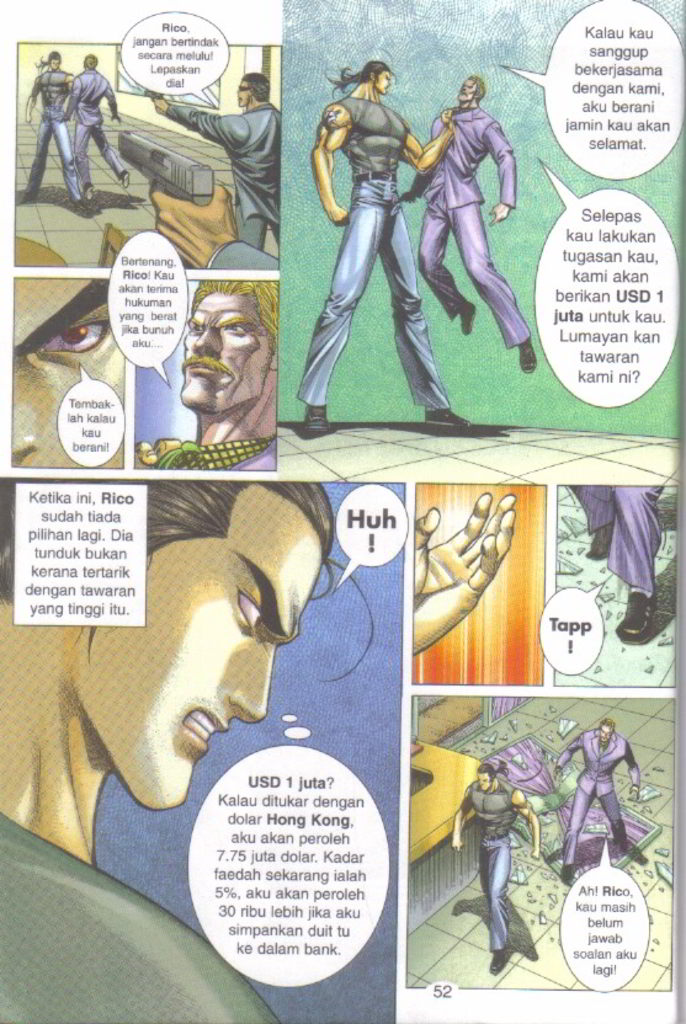 Rico,
jangan bertindak
secara melulu!
Lepaskan
dia!
Kalau kau
sanggup
bekerjasama
dengan kami,
aku berani
jamin kau akan
selamat.
Selepas
kau lakukan
tugasan kau,
kami akan
berikan USD 1
juta untuk kau.
Lumayan kan
tawaran
kami ni?
Bertenang,
Rico! Kau
akan terima
hukuman
yang berat
jika bunuh
aku....
Tembak-
lah kalau
kau
berani!
Ketika ini, Rico
sudah tiada
pilihan lagi. Dia
tunduk bukan
kerana tertarik
dengan tawaran
yang tinggi itu.
Huh
!
Tapp
!
USD 1 juta?
Kalau ditukar dengan
dolar Hong Kong,
aku akan peroleh
7.75 juta dolar. Kadar
faedah sekarang ialah
5%, aku akan peroleh
30 ribu lebih jika aku
simpankan duit tu
ke dalam bank.
Ah! Rico,
kau masih
belum
jawab
soalan aku
lagi!
52